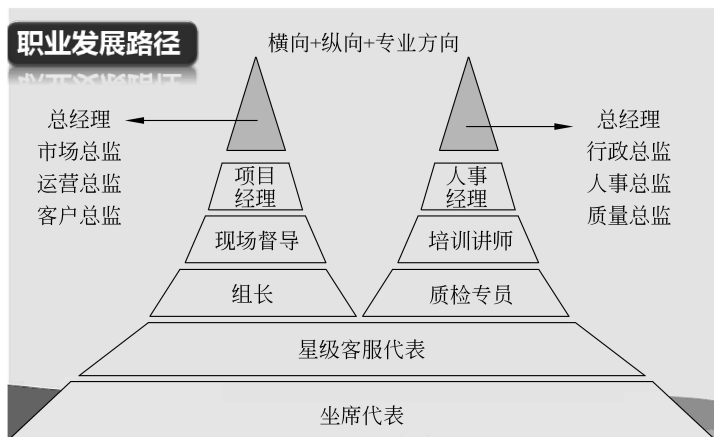 职业发展路径
横向+纵向+专业方向
总经理
市场总监
运营总监
客户总监
总经理
行政总监
人事总监
质量总监
项目
经理
人事
经理
现场督导
培训讲师
组长
质检专员
星级客服代表
坐席代表